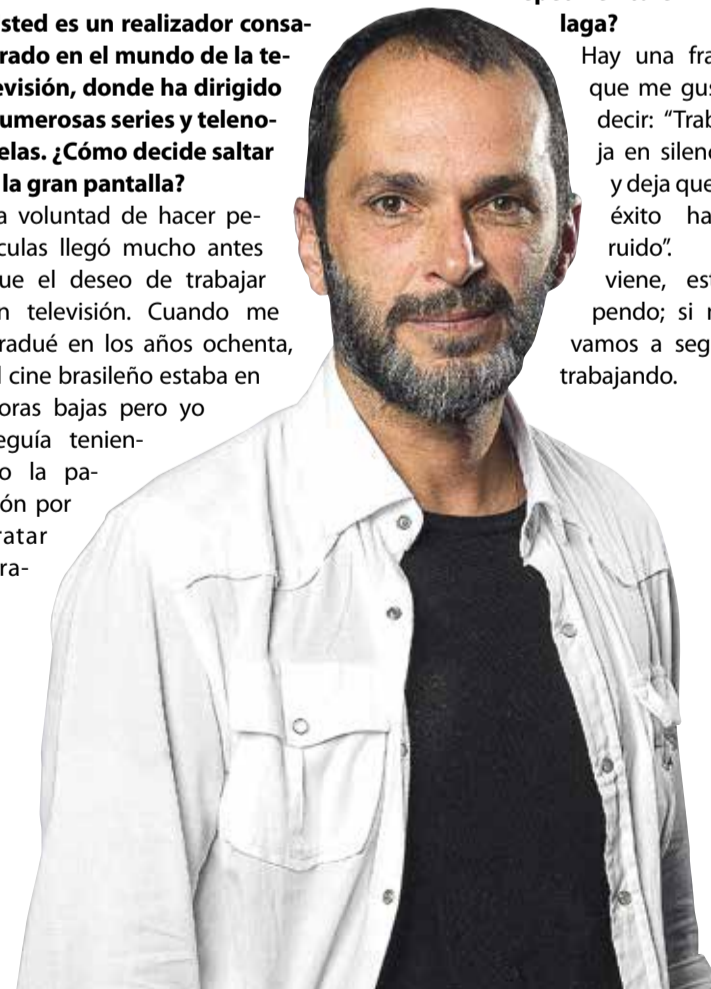 sted es un realizador consa-
rado en el mundo de la te-
evisión, donde ha dirigido
umerosas series y teleno-
elas. ¿Cómo decide saltar
la gran pantalla?
a voluntad de hacer pe-
culas llegó mucho antes
ue el deseo de trabajar
n televisión. Cuando me
radué en los años ochenta,
l cine brasileño estaba en
oras bajas pero yo
eguía tenien-
o la pa-
ón por
ratar
ra-
laga?
Hay una fra
que me gus
decir: “Trab
ja en silenc
y deja que
éxito ha
ruido”.
viene, est
pendo; si
vamos a seg
trabajando.